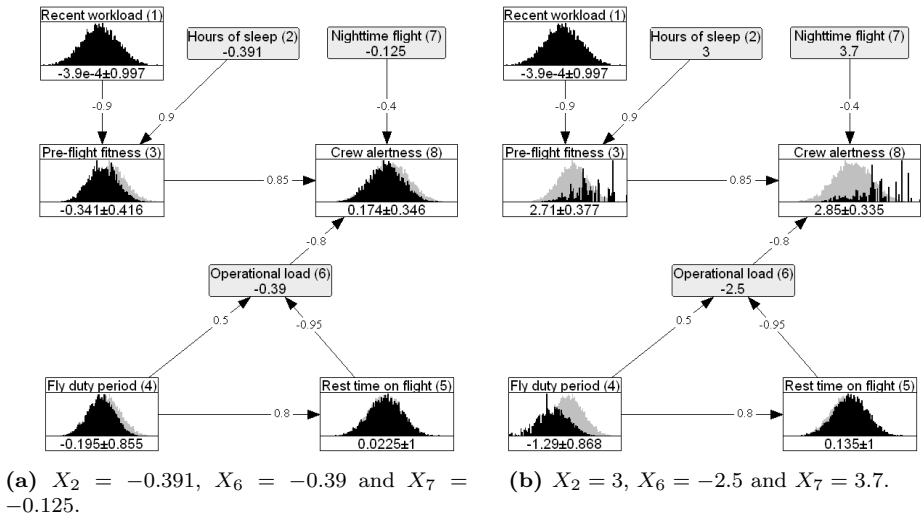 Recent workload (1)
-3.9e-4±0.997
Hours of sleep (2)
-0.391
Nighttime flight (7)
-0.125
-0.9
0.9
-0.4
Pre-flight fitness (3)
-0.341±0.416
0.85
Crew alertness (8)
0.174±0.346
-0.8
Operational load (6)
-0.39
0.5
-0.95
Fly duty period (4)
-0.195±0.855
0.8
Rest time on flight (5)
0.0225±1
(a) X2 = −0.391, X6 = −0.39 and X7 =
−0.125.
Recent workload (1)
-3.9e-4±0.997
Hours of sleep (2)
3
Nighttime flight (7)
3.7
-0.9
0.9
-0.4
Pre-flight fitness (3)
2.71±0.377
0.85
Crew alertness (8)
2.85±0.335
-0.8
Operational load (6)
-2.5
0.5
-0.95
Fly duty period (4)
-1.29±0.868
0.8
Rest time on flight (5)
0.135±1
(b) X2 = 3, X6 = −2.5 and X7 = 3.7.